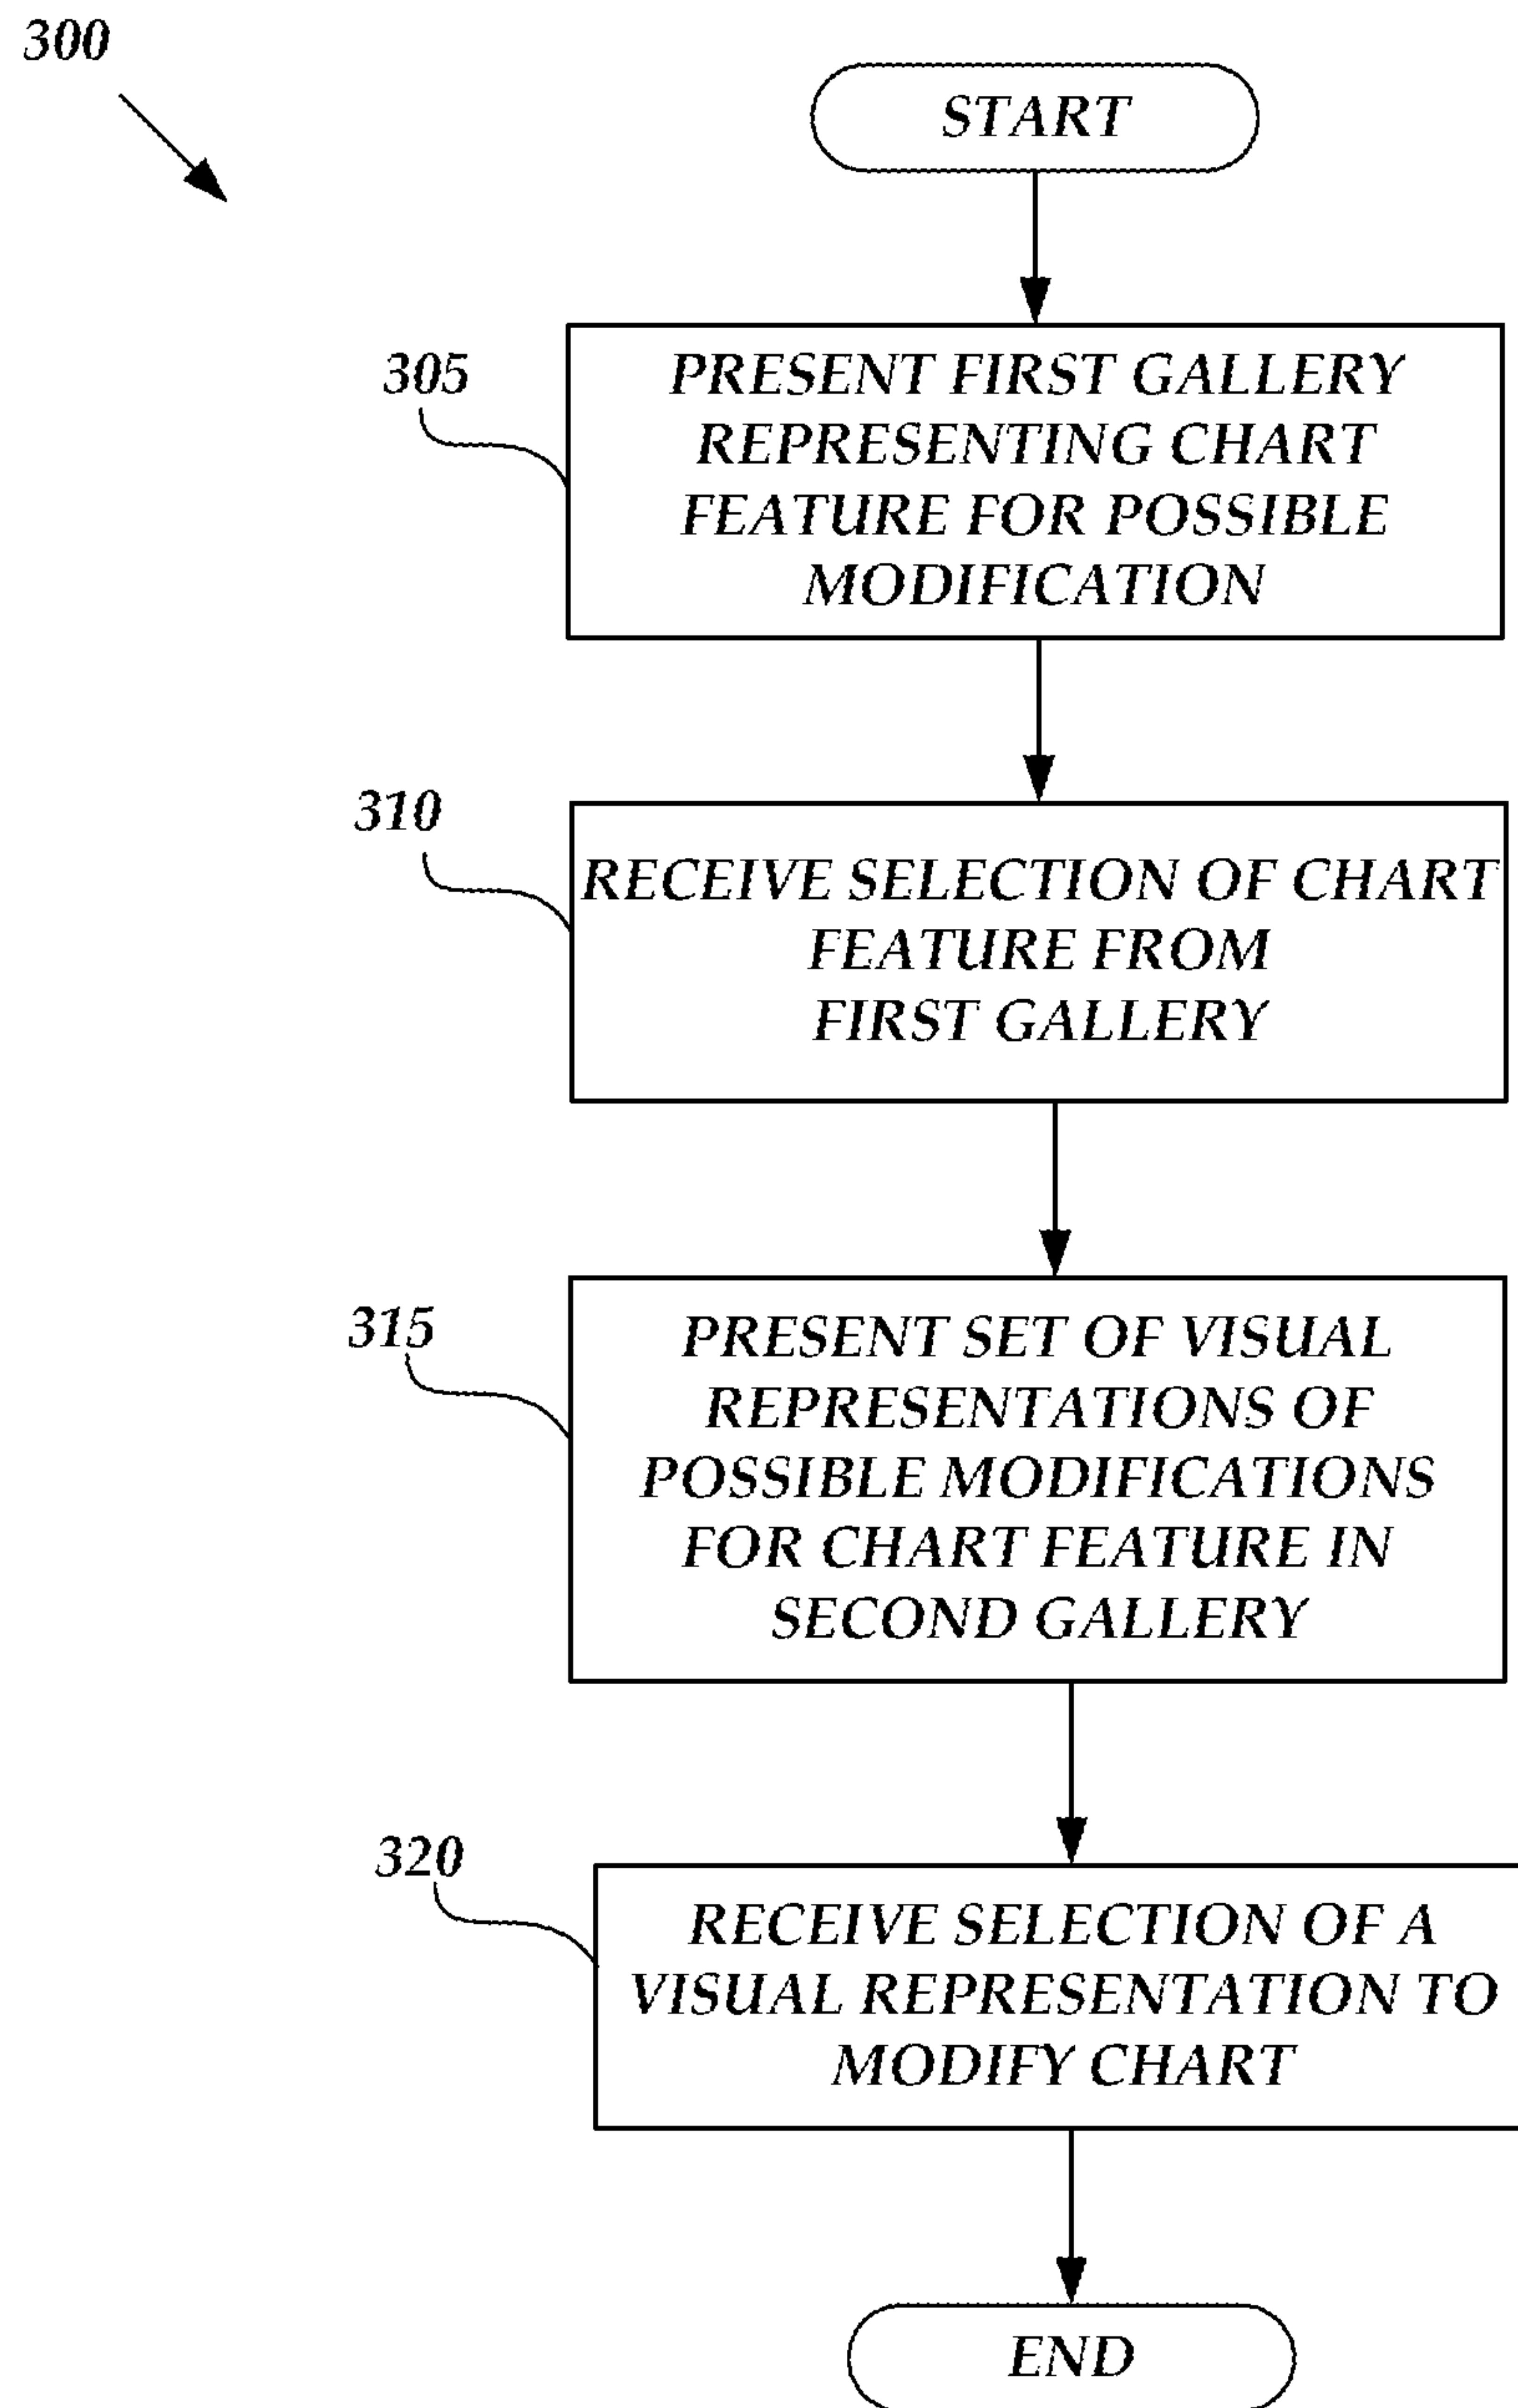 300
START
305
PRESENT FIRST GALLERY
REPRESENTING CHART
FEATURE FOR POSSIBLE
MODIFICATION
310
RECEIVE SELECTION OF CHART
FEATURE FROM
FIRST GALLERY
315
PRESENT SET OF VISUAL
REPRESENTATIONS OF
POSSIBLE MODIFICATIONS
FOR CHART FEATURE IN
SECOND GALLERY
320
RECEIVE SELECTION OF A
VISUAL REPRESENTATION TO
MODIFY CHART
END